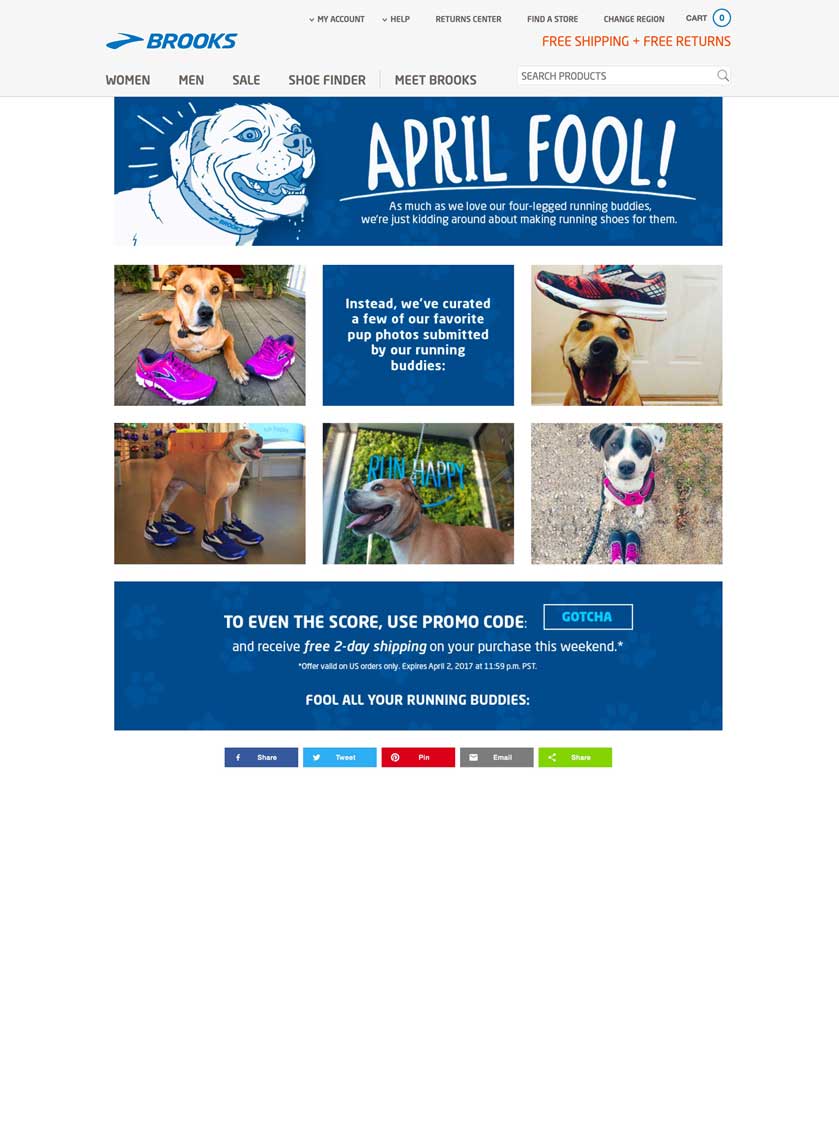 MY ACCOUNT
HELP
RETURNS CENTER
FIND A STORE
CHANGE REGION
CART 0
BROOKS
FREE SHIPPING + FREE RETURNS
WOMEN
MEN
SALE
SHOE FINDER
MEET BROOKS
SEARCH PRODUCTS
BROOKS
APRIL FOOL!
As much as we love our four-legged running buddies,
we're just kidding around about making running shoes for them.
Instead, we've curated
a few of our favorite
pup photos submitted
by our running
buddies:
RUN HAPPY
TO EVEN THE SCORE, USE PROMO CODE: GOTCHA
and receive free 2-day shipping on your purchase this weekend.*
*Offer valid on US orders only. Expires April 2, 2017 at 11:59 p.m. PST.
FOOL ALL YOUR RUNNING BUDDIES:
Share
Tweet
Pin
Email
Share